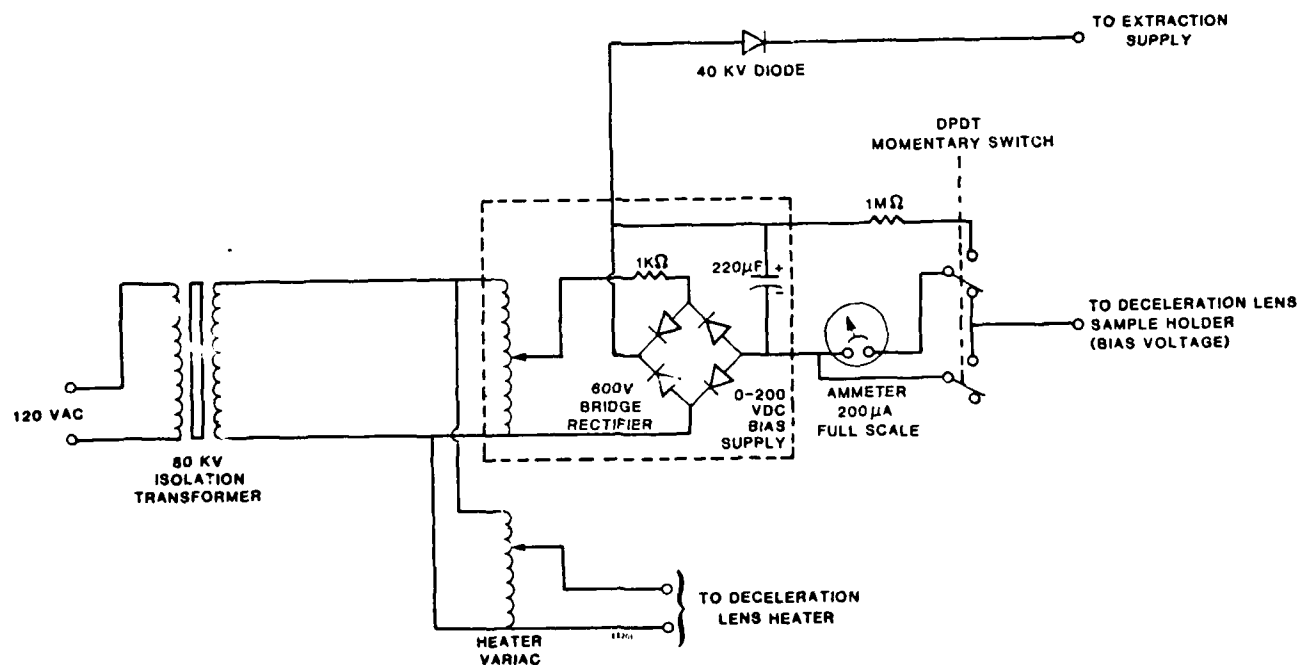 TO EXTRACTION
SUPPLY
40 KV DIODE
DPDT
MOMENTARY SWITCH
1MΩ
1KΩ
220μF
+
-
TO DECELERATION LENS
SAMPLE HOLDER
(BIAS VOLTAGE)
120 VAC
600V
BRIDGE
RECTIFIER
0-200
VDC
BIAS
SUPPLY
AMMETER
200μA
FULL SCALE
80 KV
ISOLATION
TRANSFORMER
TO DECELERATION
LENS HEATER
HEATER
VARIAC